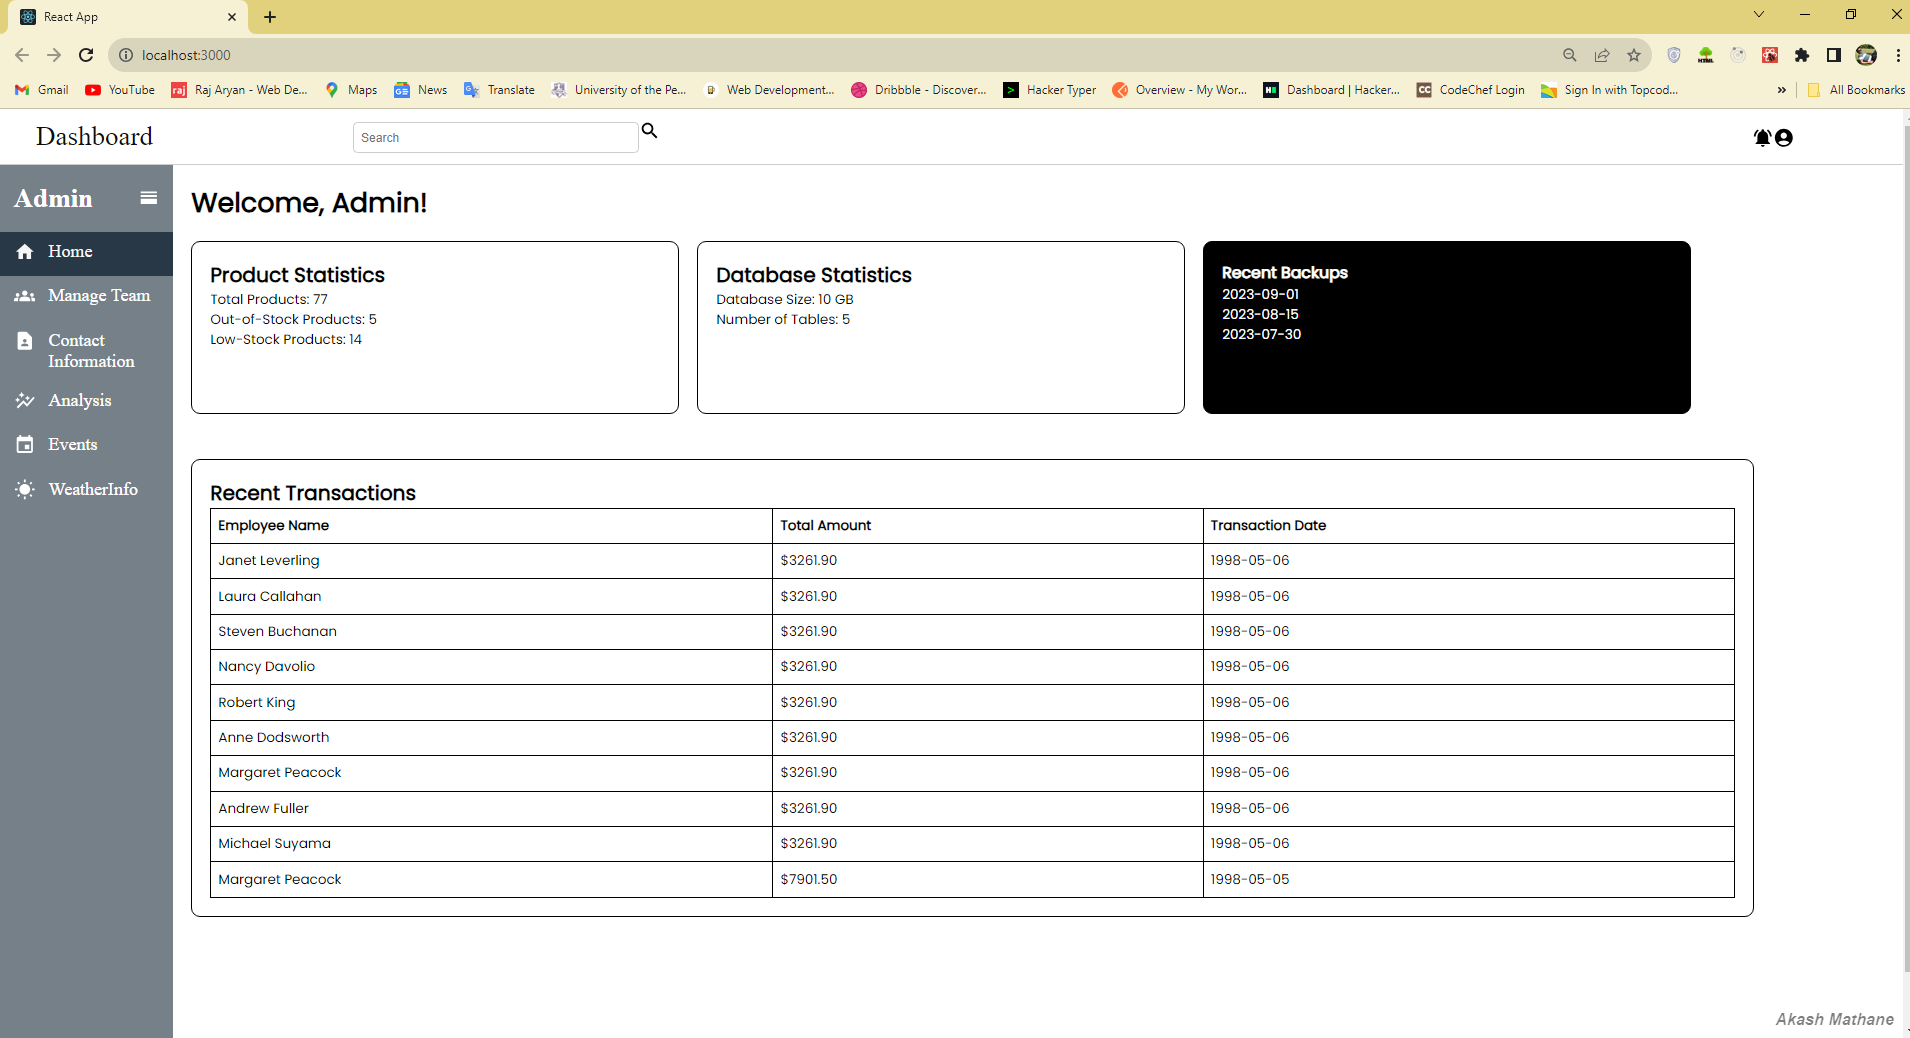 React App
localhost:3000
Gmail YouTube Raj Aryan - Web De... Maps News Translate University of the Pe... Web Development... Dribbble - Discover... Hacker Typer Overview - My Wor... Dashboard | Hacker... CC CodeChef Login Sign In with Topcod... » All Bookmarks
Dashboard
Search
Admin
Home
Manage Team
Contact
Information
Analysis
Events
WeatherInfo
Welcome, Admin!
Product Statistics
Total Products: 77
Out-of-Stock Products: 5
Low-Stock Products: 14
Database Statistics
Database Size: 10 GB
Number of Tables: 5
Recent Backups
2023-09-01
2023-08-15
2023-07-30
Recent Transactions
Employee Name Total Amount Transaction Date
Janet Leverling $3261.90 1998-05-06
Laura Callahan $3261.90 1998-05-06
Steven Buchanan $3261.90 1998-05-06
Nancy Davolio $3261.90 1998-05-06
Robert King $3261.90 1998-05-06
Anne Dodsworth $3261.90 1998-05-06
Margaret Peacock $3261.90 1998-05-06
Andrew Fuller $3261.90 1998-05-06
Michael Suyama $3261.90 1998-05-06
Margaret Peacock $7901.50 1998-05-05
Akash Mathane